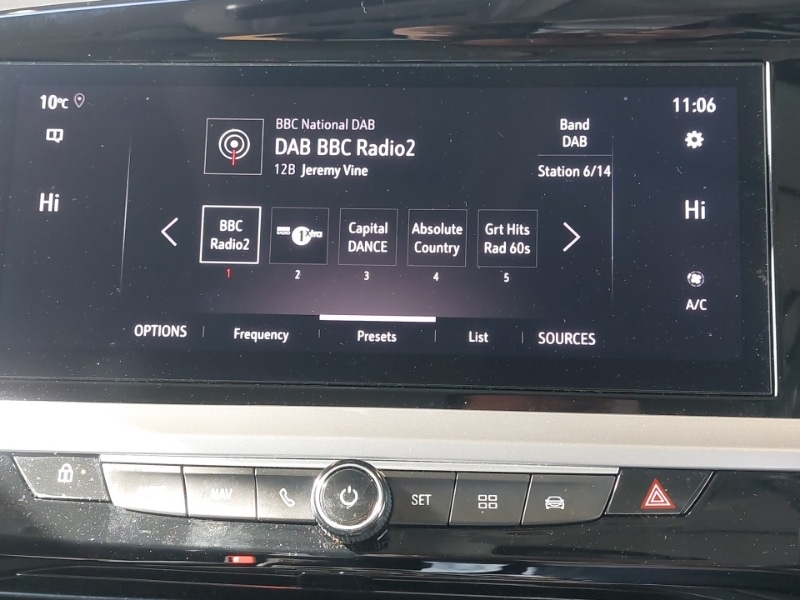 10°C
11:06
BBC National DAB
DAB BBC Radio2
12B Jeremy Vine
Band
DAB
Station 6/14
Hi
Hi
BBC
Radio2
1Xtra
Capital
DANCE
Absolute
Country
Grt Hits
Rad 60s
1
2
3
4
5
A/C
OPTIONS
Frequency
Presets
List
SOURCES
NAV
SET